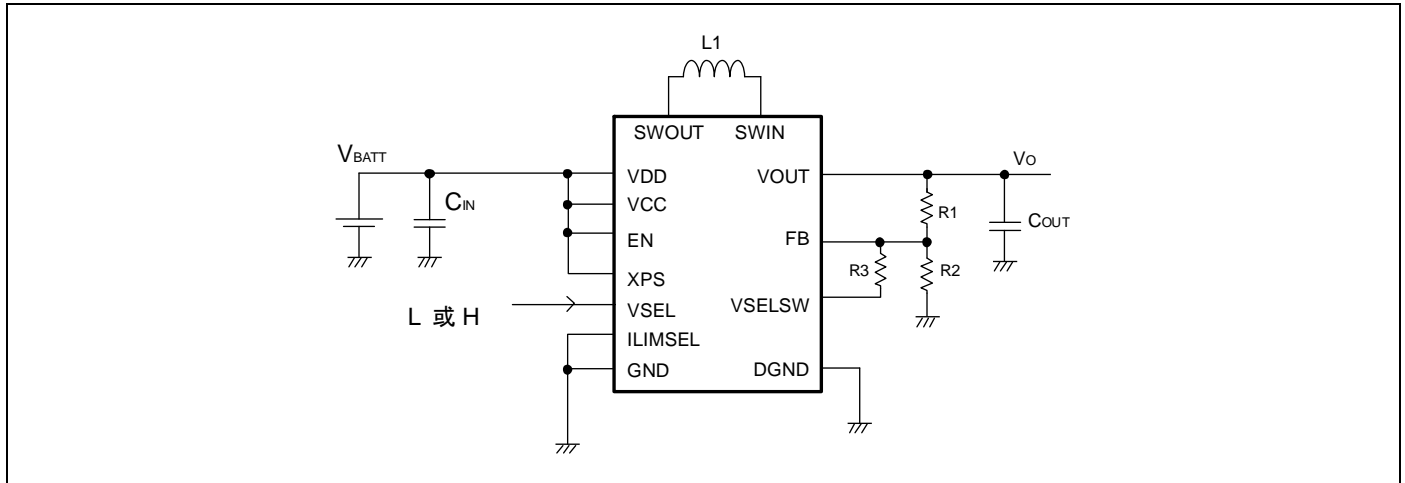 L1
SWOUT SWIN
VBATT
VDD
VOUT
VO
CIN
VCC
R1
COUT
EN
FB
XPS
R3
R2
L 或 H
VSEL
VSELSW
ILIMSEL
GND
DGND